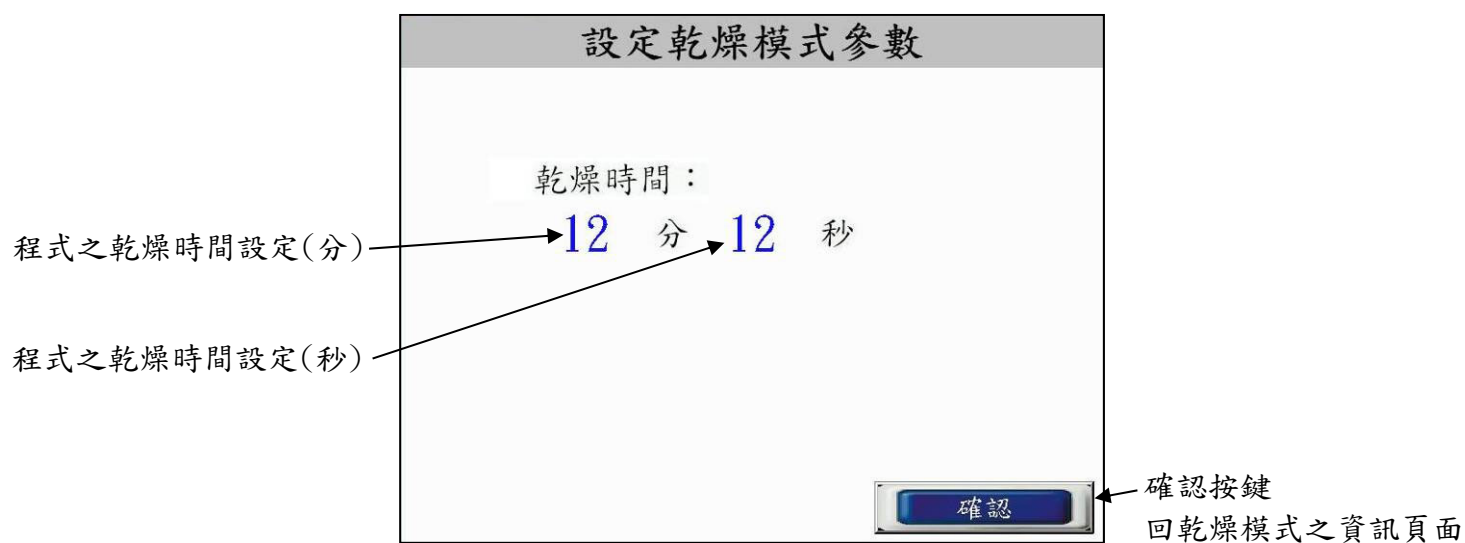 設定乾燥模式參數
乾燥時間：
程式之乾燥時間設定(分)
12 分 12 秒
程式之乾燥時間設定(秒)
確認
確認按鍵
回乾燥模式之資訊頁面